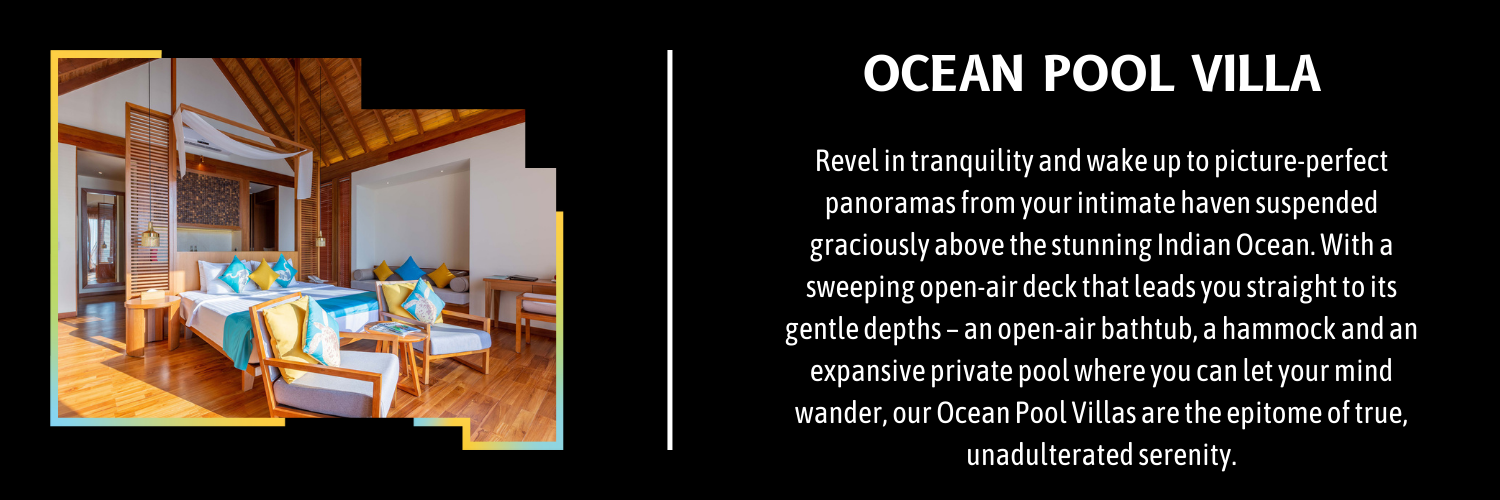 OCEAN POOL VILLA
Revel in tranquility and wake up to picture-perfect
panoramas from your intimate haven suspended
graciously above the stunning Indian Ocean. With a
sweeping open-air deck that leads you straight to its
gentle depths – an open-air bathtub, a hammock and an
expansive private pool where you can let your mind
wander, our Ocean Pool Villas are the epitome of true,
unadulterated serenity.